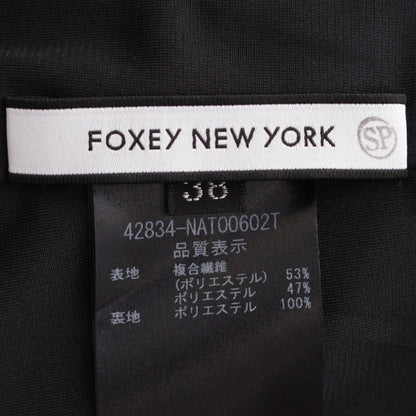 FOXEY NEW YORK SP
38
42834-NAT00602T
品質表示
表地 複合繊維
(ポリエステル) 53%
ポリエステル 47%
裏地 ポリエステル 100%